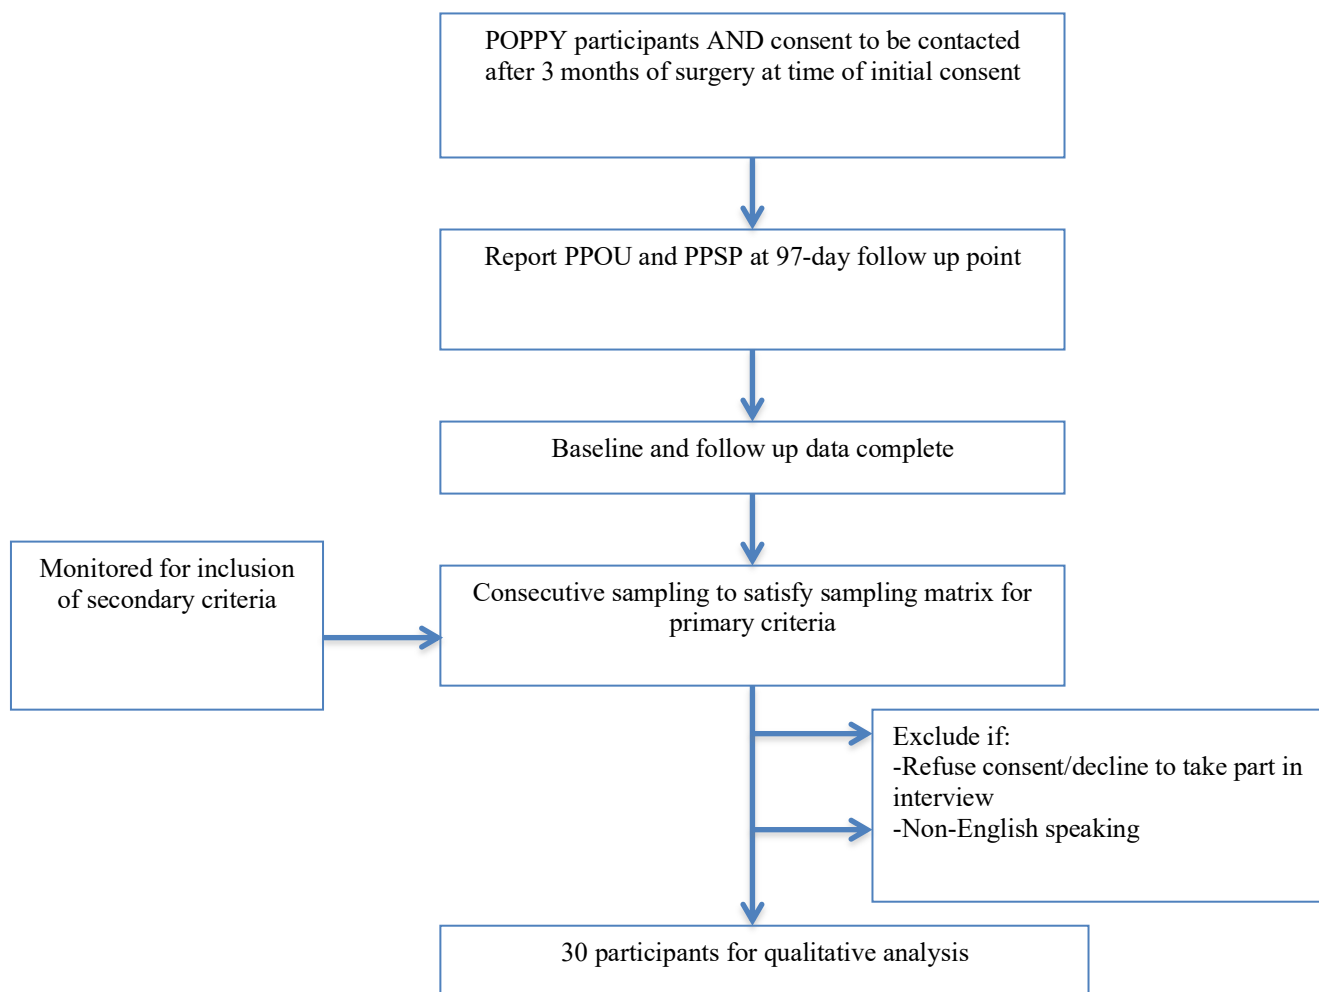 POPPY participants AND consent to be contacted
after 3 months of surgery at time of initial consent
Report PPOU and PPSP at 97-day follow up point
Baseline and follow up data complete
Monitored for inclusion
of secondary criteria
Consecutive sampling to satisfy sampling matrix for
primary criteria
Exclude if:
-Refuse consent/decline to take part in
interview
-Non-English speaking
30 participants for qualitative analysis